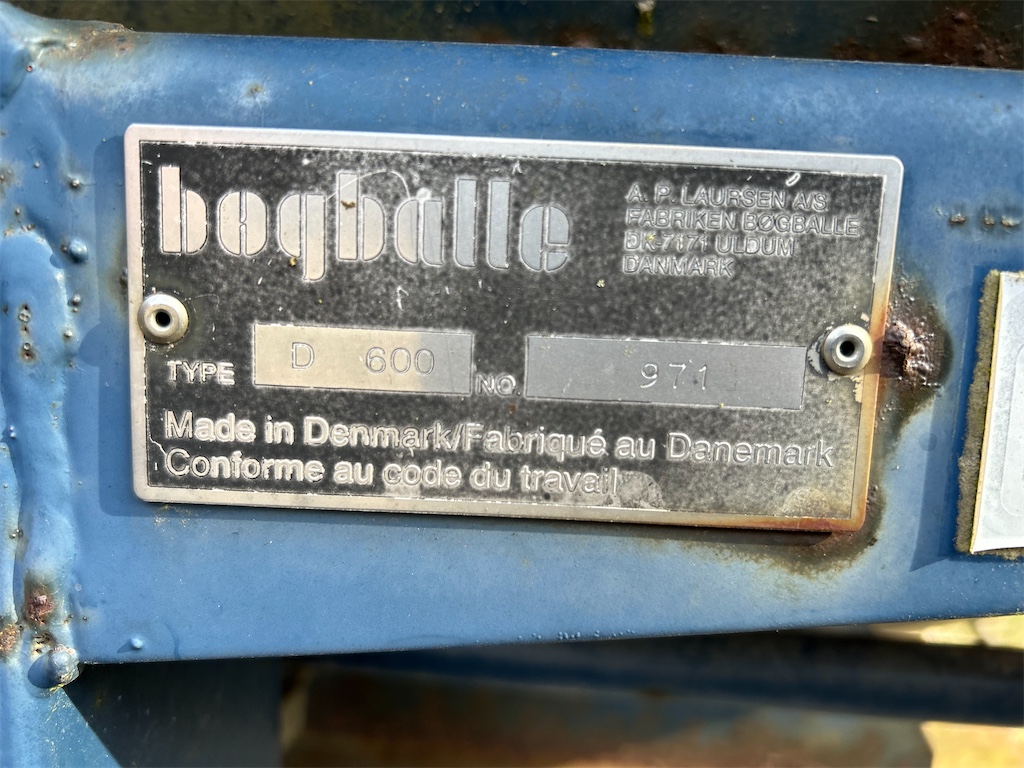 bøgballe
A. P. LAURSEN A/S
FABRIKEN BØGBALLE
DK-7171 ULDUM
DANMARK
TYPE D 600 NO. 971
Made in Denmark/Fabriqué au Danemark
Conforme au code du travail